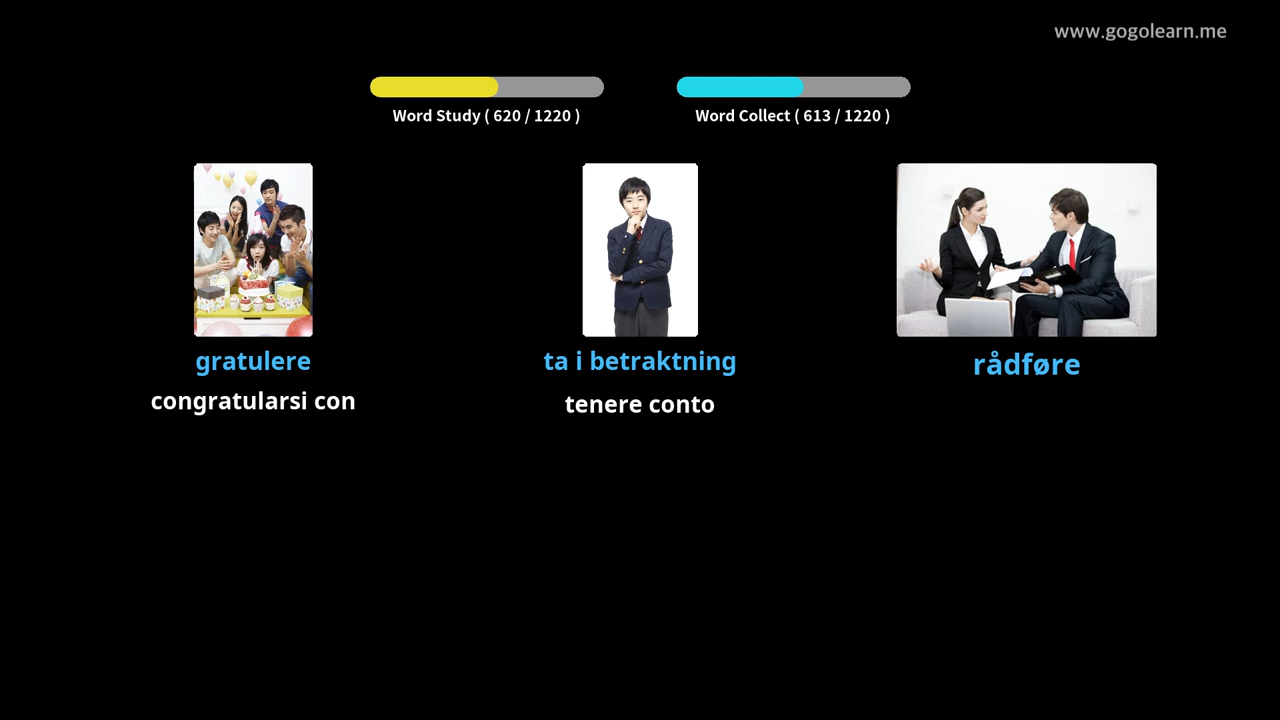 www.gogolearn.me
Word Study ( 620 / 1220 )
Word Collect ( 613 / 1220 )
gratulere
ta i betraktning
rådføre
congratularsi con
tenere conto